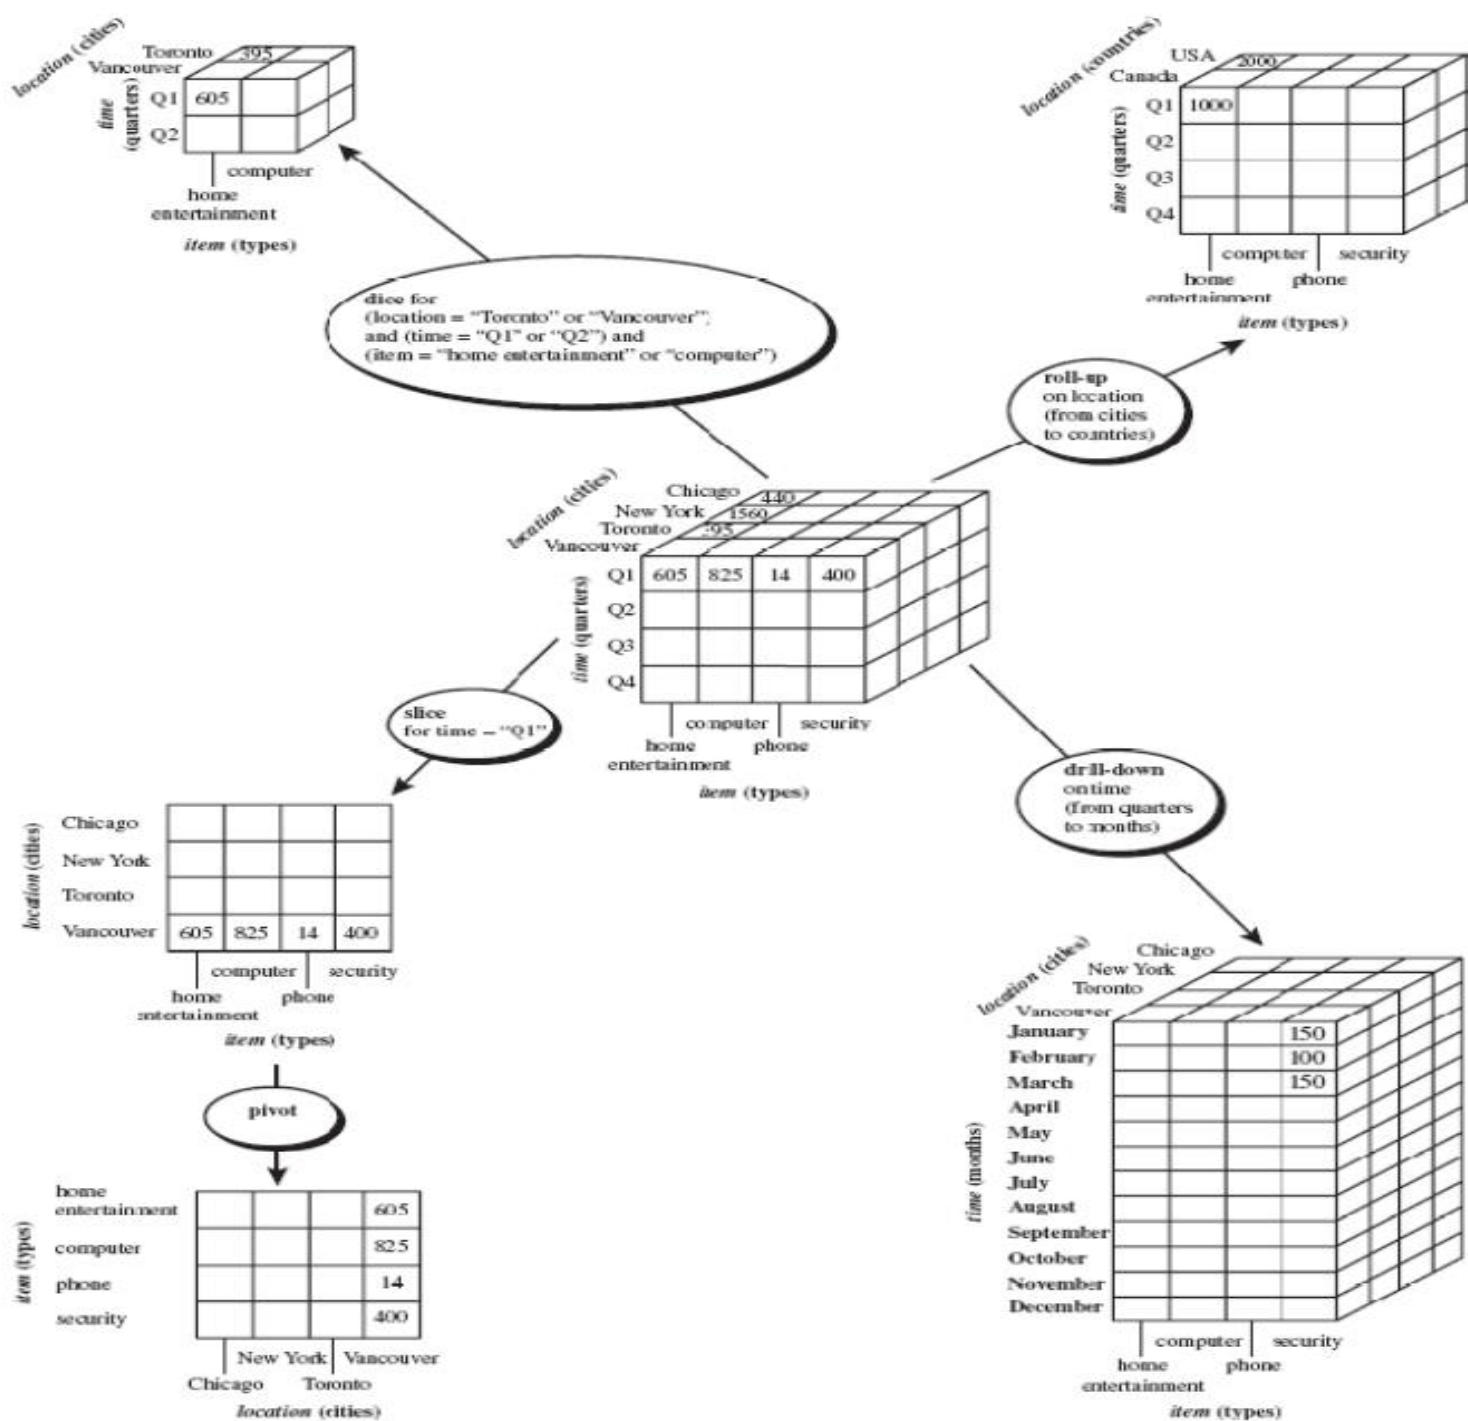 location (cities)
Toronto 395
Vancouver
time (quarters)
Q1 605
Q2
computer
home
entertainment
item (types)
location (countries)
USA 2000
Canada
time (quarters)
Q1 1000
Q2
Q3
Q4
computer security
home phone
entertainment
item (types)
dice for
(location = "Toronto" or "Vancouver")
and (time = "Q1" or "Q2") and
(item = "home entertainment" or "computer")
roll-up
on location
(from cities
to countries)
location (cities)
Chicago 440
New York 1560
Toronto 395
Vancouver
time (quarters)
Q1 605 825 14 400
Q2
Q3
Q4
computer security
home phone
entertainment
item (types)
slice
for time = "Q1"
drill-down
on time
(from quarters
to months)
location (cities)
Chicago
New York
Toronto
Vancouver 605 825 14 400
computer security
home phone
entertainment
item (types)
pivot
item (types)
home
entertainment 605
computer 825
phone 14
security 400
New York Vancouver
Chicago Toronto
location (cities)
location (cities)
Chicago
New York
Toronto
Vancouver
time (months)
January 150
February 100
March 150
April
May
June
July
August
September
October
November
December
computer security
home phone
entertainment
item (types)